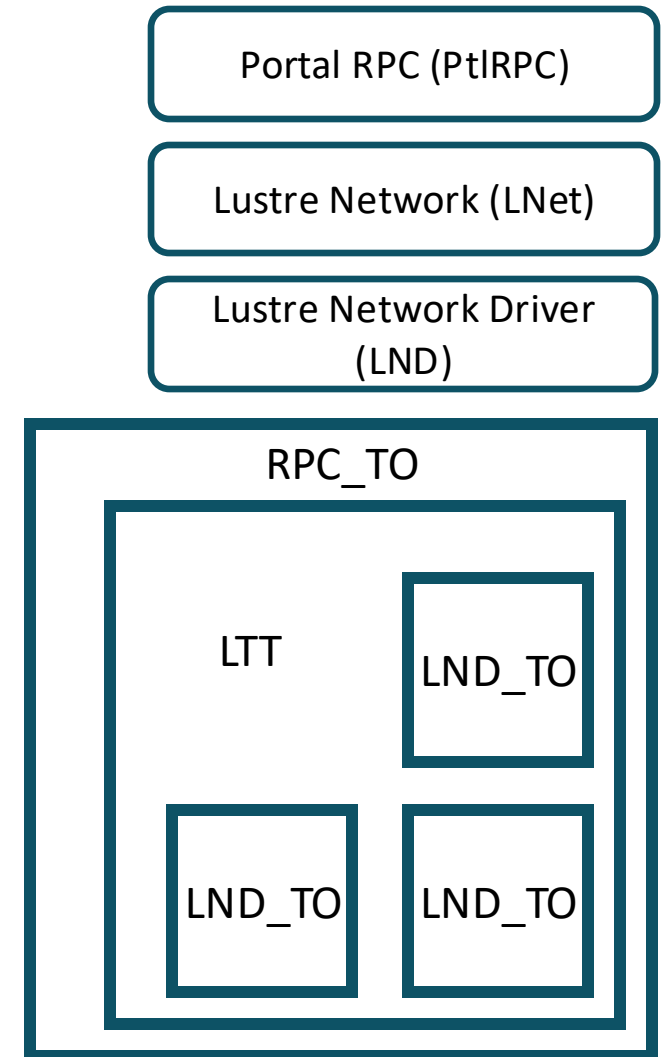 Portal RPC (PtlRPC)
Lustre Network (LNet)
Lustre Network Driver
(LND)
RPC_TO
LTT
LND_TO
LND_TO
LND_TO